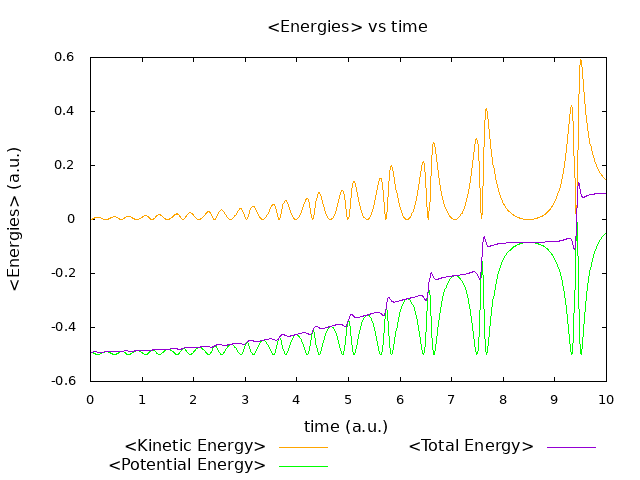 <Energies> vs time
<Energies> (a.u.)
0.6
0.4
0.2
0
-0.2
-0.4
-0.6
0 1 2 3 4 5 6 7 8 9 10
time (a.u.)
<Kinetic Energy> <Total Energy>
<Potential Energy>